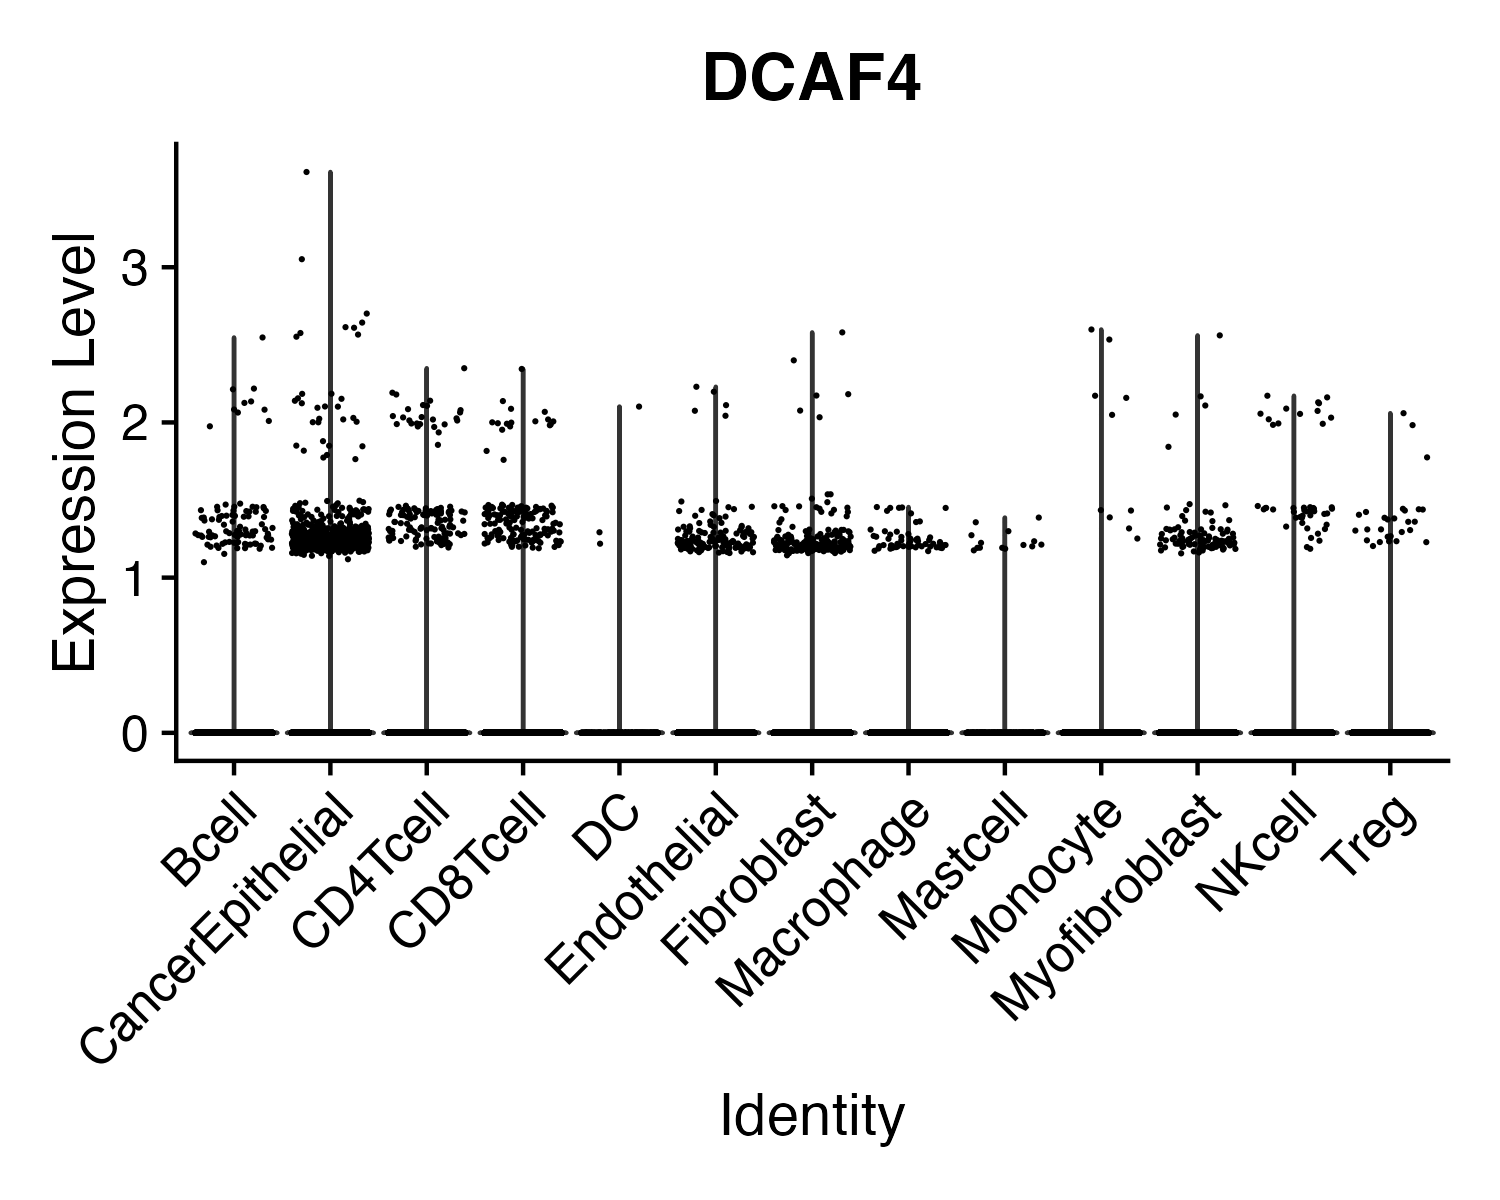 DCAF4
Expression Level
3
2
1
0
Bcell
CancerEpithelial
CD4Tcell
CD8Tcell
DC
Endothelial
Fibroblast
Macrophage
Mastcell
Monocyte
Myofibroblast
NKcell
Treg
Identity